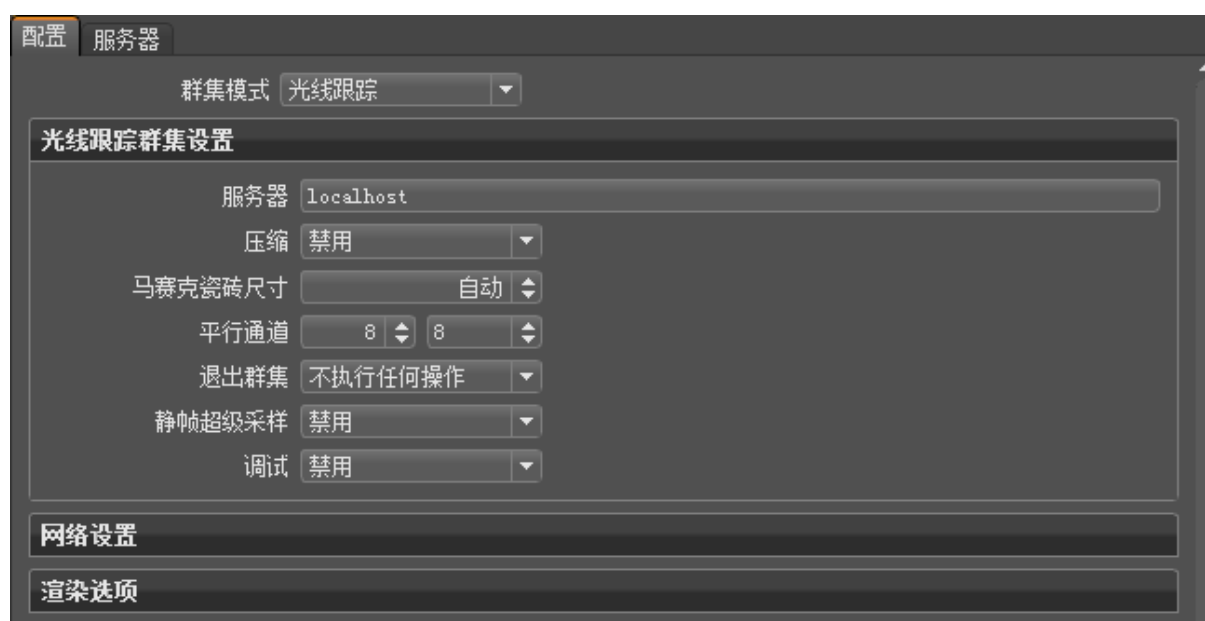 配置 服务器
群集模式 光线跟踪
光线跟踪群集设置
服务器 localhost
压缩 禁用
马赛克瓷砖尺寸 自动
平行通道 8 8
退出群集 不执行任何操作
静帧超级采样 禁用
调试 禁用
网络设置
渲染选项